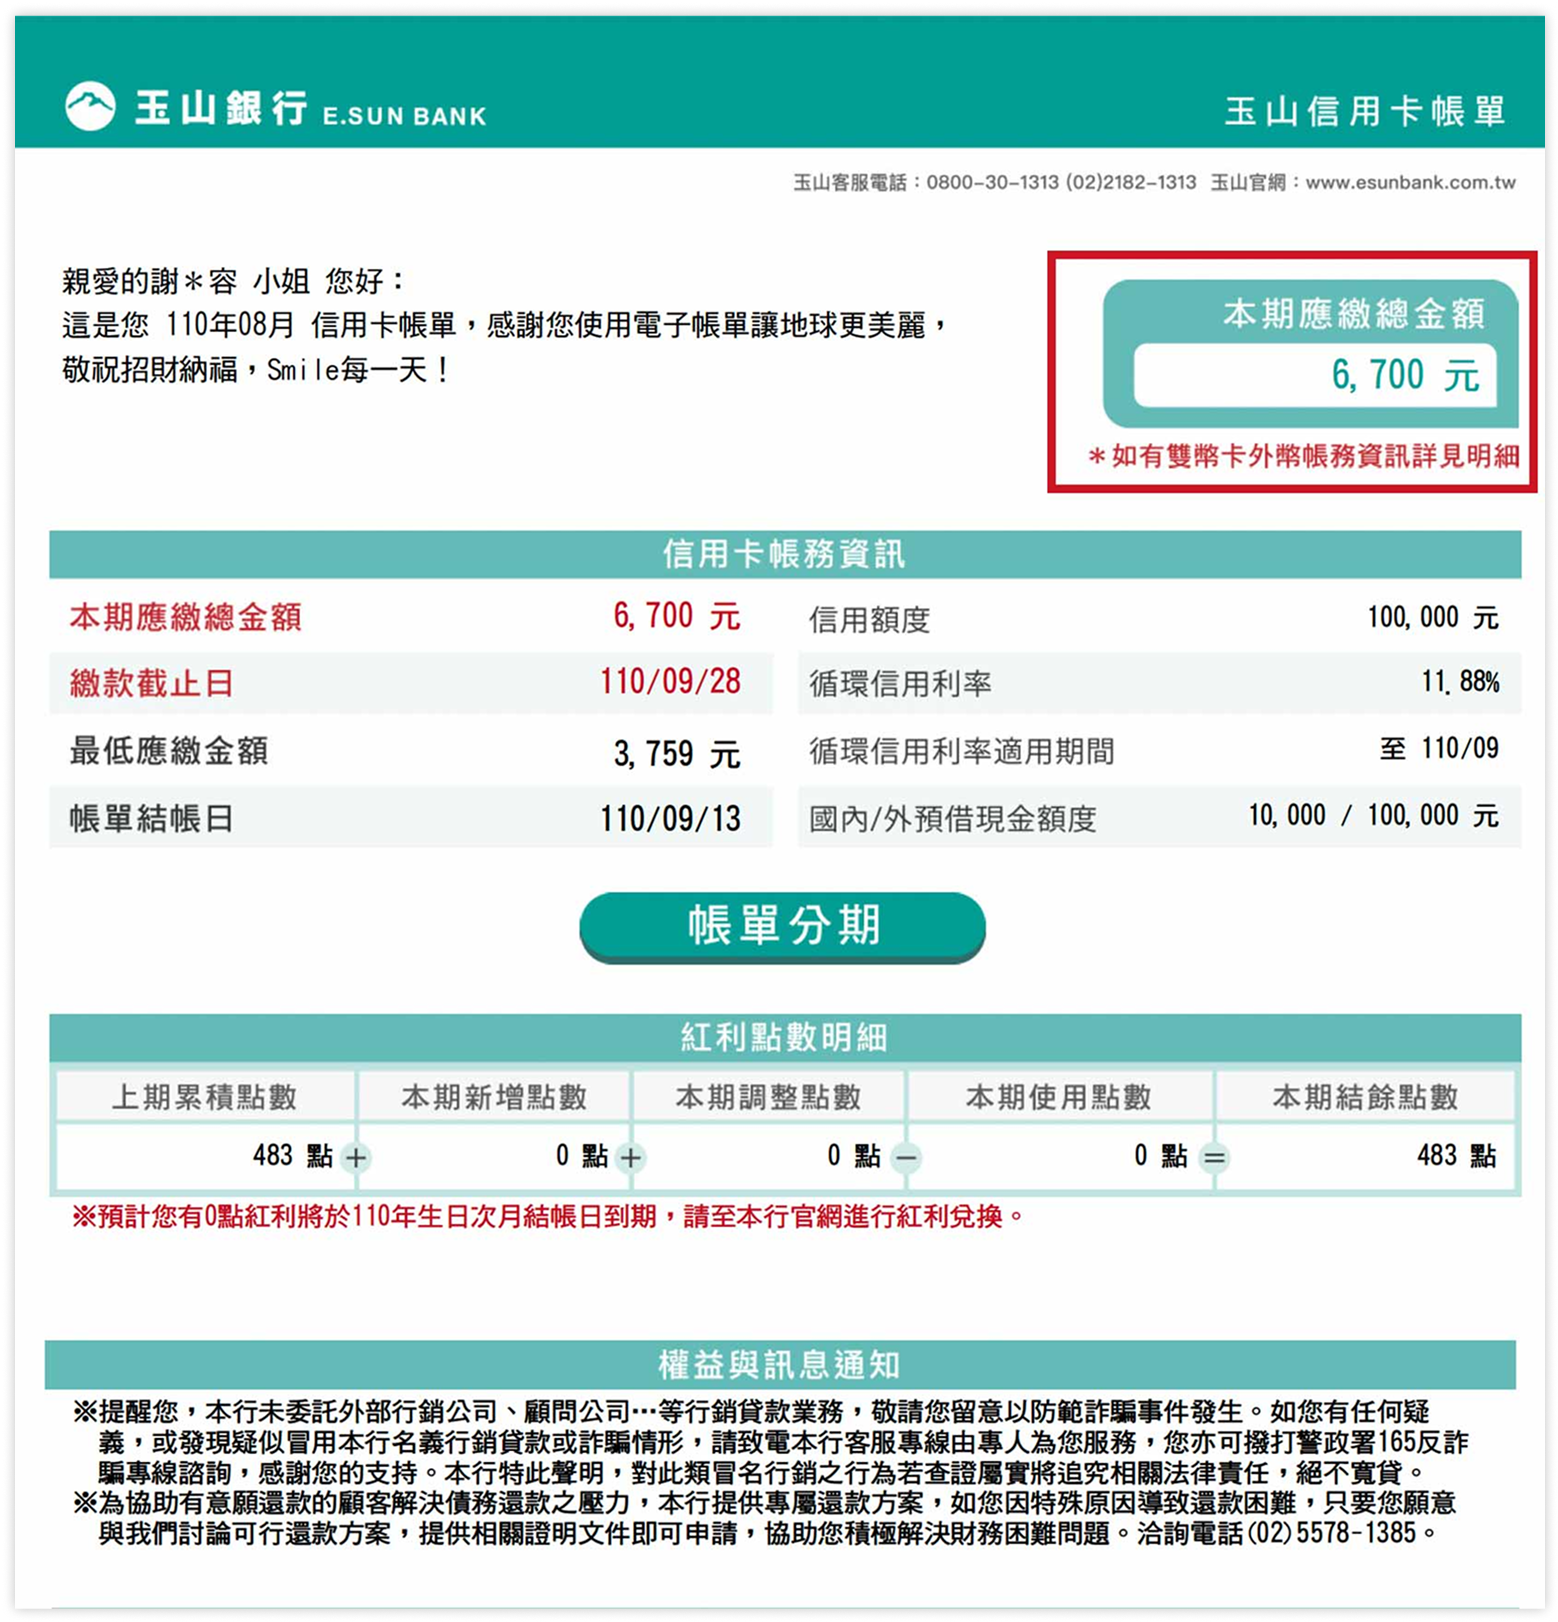 玉山銀行 E.SUN BANK
玉山信用卡帳單
玉山客服電話：0800-30-1313 (02)2182-1313 玉山官網：www.esunbank.com.tw
親愛的謝＊容 小姐 您好：
這是您 110年08月 信用卡帳單，感謝您使用電子帳單讓地球更美麗，
敬祝招財納福，Smile每一天！
本期應繳總金額
6,700 元
＊如有雙幣卡外幣帳務資訊詳見明細
信用卡帳務資訊
本期應繳總金額 6,700 元 信用額度 100,000 元
繳款截止日 110/09/28 循環信用利率 11.88%
最低應繳金額 3,759 元 循環信用利率適用期間 至 110/09
帳單結帳日 110/09/13 國內/外預借現金額度 10,000 / 100,000 元
帳單分期
紅利點數明細
上期累積點數 本期新增點數 本期調整點數 本期使用點數 本期結餘點數
483 點 + 0 點 + 0 點 − 0 點 = 483 點
※預計您有0點紅利將於110年生日次月結帳日到期，請至本行官網進行紅利兌換。
權益與訊息通知
※提醒您，本行未委託外部行銷公司、顧問公司…等行銷貸款業務，敬請您留意以防範詐騙事件發生。如您有任何疑
義，或發現疑似冒用本行名義行銷貸款或詐騙情形，請致電本行客服專線由專人為您服務，您亦可撥打警政署165反詐
騙專線諮詢，感謝您的支持。本行特此聲明，對此類冒名行銷之行為若查證屬實將追究相關法律責任，絕不寬貸。
※為協助有意願還款的顧客解決債務還款之壓力，本行提供專屬還款方案，如您因特殊原因導致還款困難，只要您願意
與我們討論可行還款方案，提供相關證明文件即可申請，協助您積極解決財務困難問題。洽詢電話(02)5578-1385。